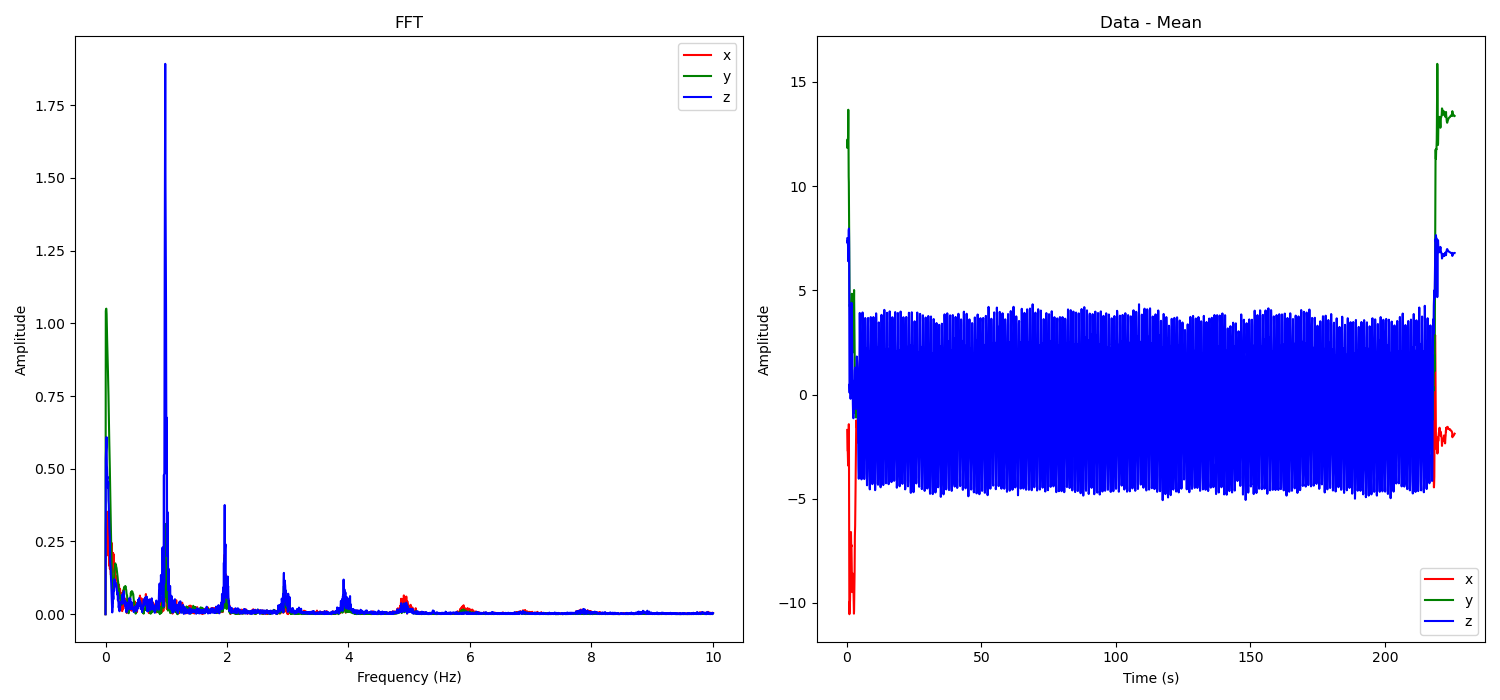 FFT
x
y
z
1.75
1.50
1.25
1.00
0.75
0.50
0.25
0.00
Amplitude
0 2 4 6 8 10
Frequency (Hz)
Data - Mean
15
10
5
0
−5
−10
Amplitude
x
y
z
0 50 100 150 200
Time (s)